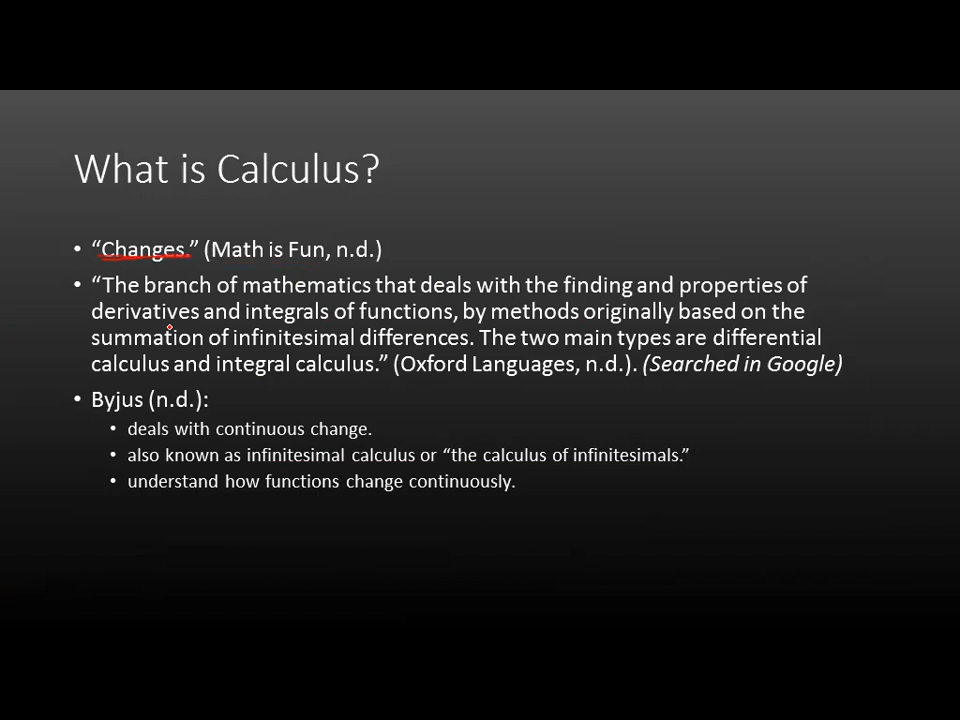 What is Calculus?
• “Changes.” (Math is Fun, n.d.)
• “The branch of mathematics that deals with the finding and properties of
derivatives and integrals of functions, by methods originally based on the
summation of infinitesimal differences. The two main types are differential
calculus and integral calculus.” (Oxford Languages, n.d.). (Searched in Google)
• Byjus (n.d.):
• deals with continuous change.
• also known as infinitesimal calculus or “the calculus of infinitesimals.”
• understand how functions change continuously.